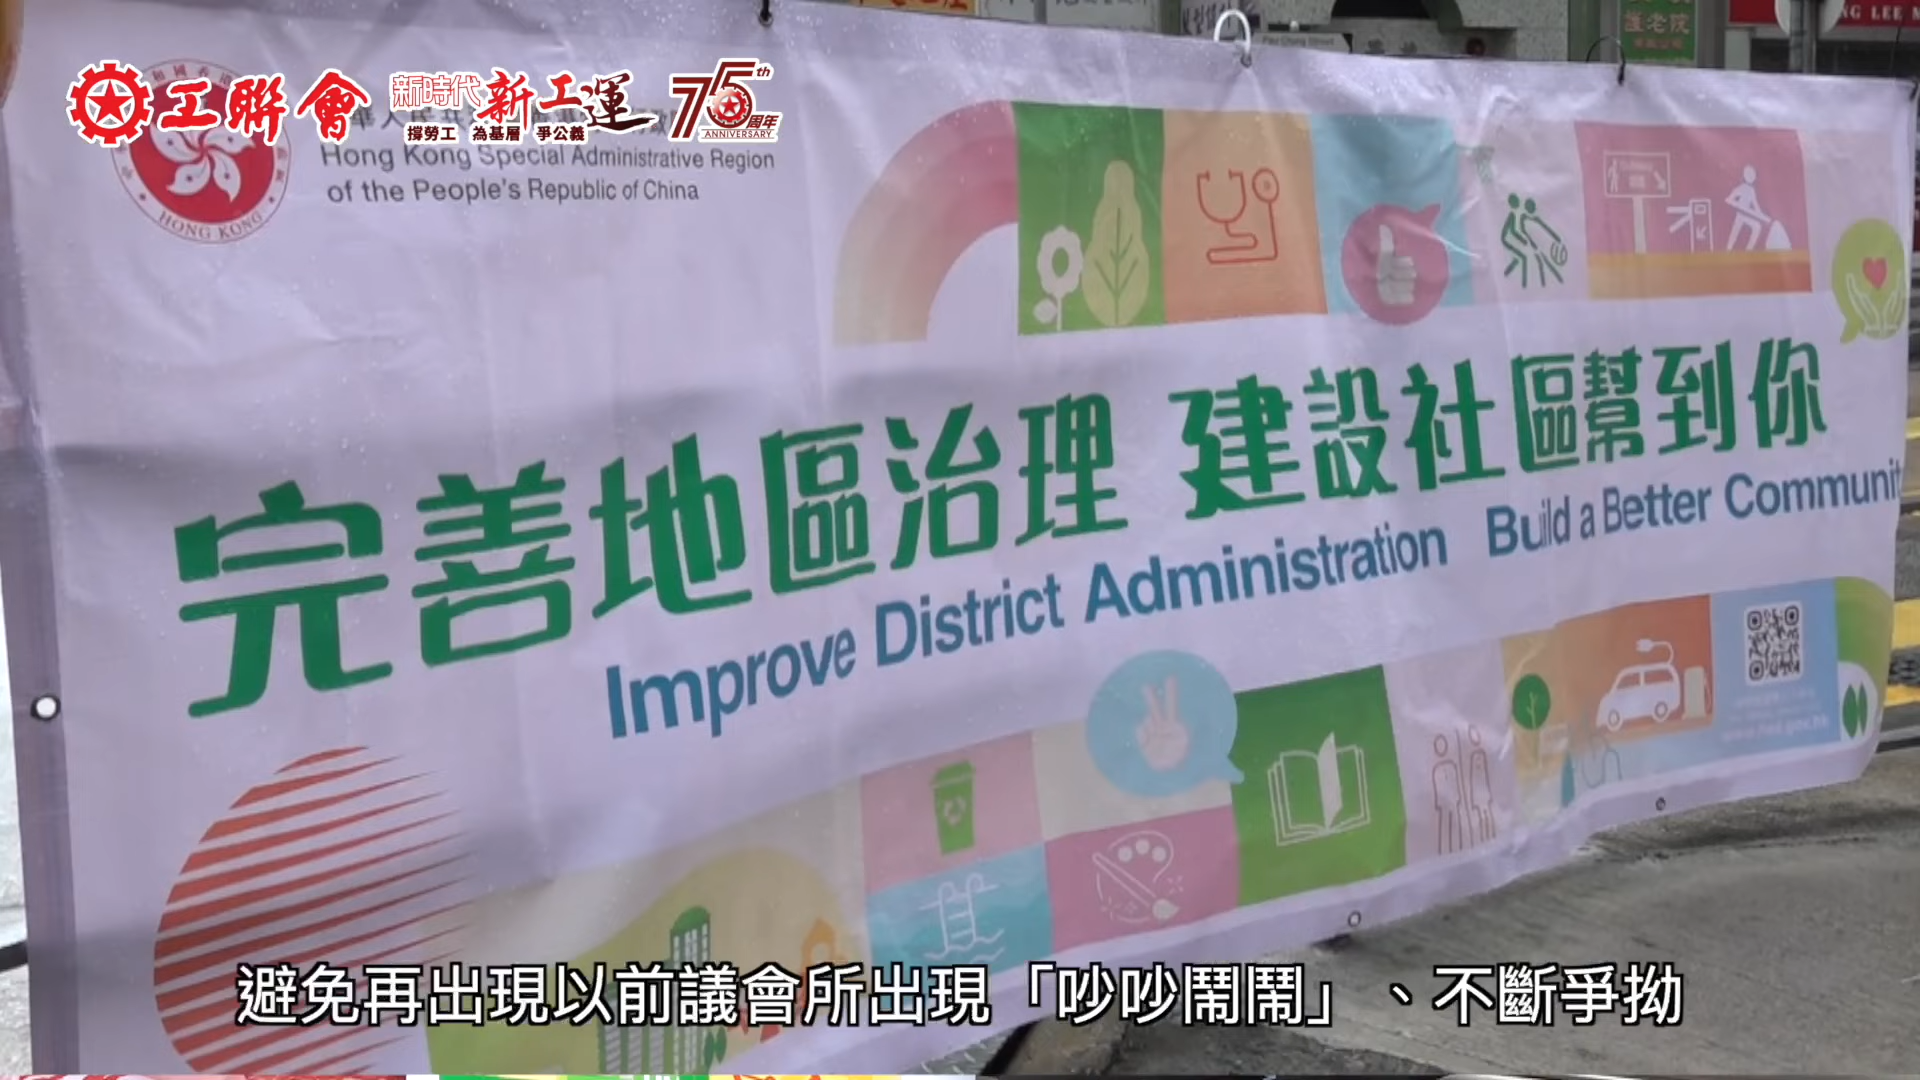 工聯會
新時代新工運
撐勞工 為基層 爭公義
75th
周年
ANNIVERSARY
Hong Kong Special Administrative Region
of the People's Republic of China
HONG KONG
護老院
完善地區治理 建設社區幫到你
Improve District Administration Build a Better Communit
避免再出現以前議會所出現「吵吵鬧鬧」、不斷爭拗